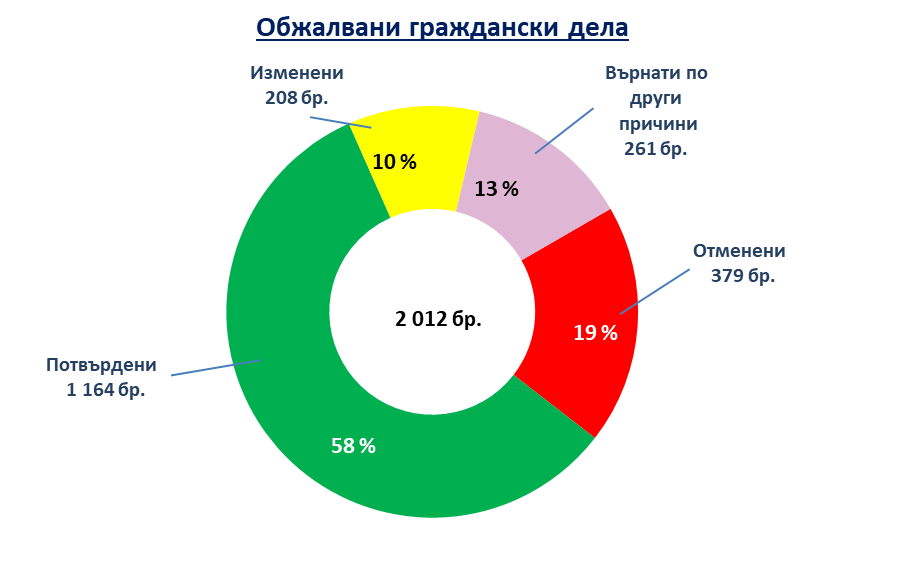 Обжалвани граждански дела
Изменени
208 бр.
Върнати по
други
причини
261 бр.
10 %
13 %
Отменени
379 бр.
2 012 бр.
19 %
Потвърдени
1 164 бр.
58 %